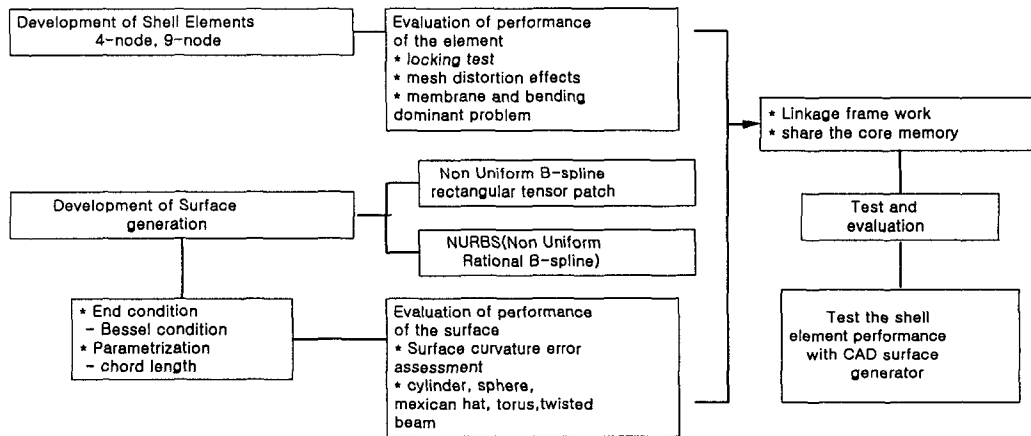 Development of Shell Elements
4-node, 9-node
Evaluation of performance
of the element
* locking test
* mesh distortion effects
* membrane and bending
dominant problem
* Linkage frame work
* share the core memory
Non Uniform B-spline
rectangular tensor patch
Development of Surface
generation
NURBS(Non Uniform
Rational B-spline)
Test and
evaluation
* End condition
- Bessel condition
* Parametrization
- chord length
Evaluation of performance
of the surface
* Surface curvature error
assessment
* cylinder, sphere,
mexican hat, torus,twisted
beam
Test the shell
element performance
with CAD surface
generator